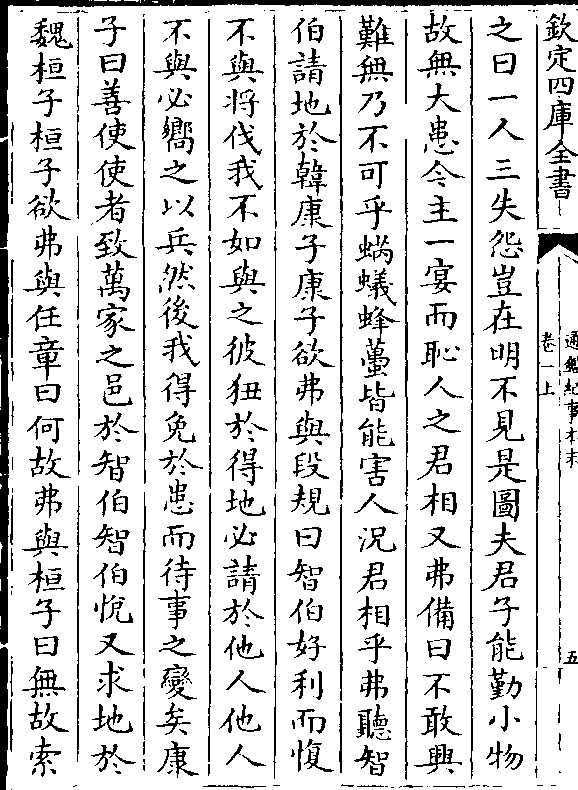 欽定四庫全書
通鑑紀事本末
卷一上
五
之曰一人三失怨豈在明不見是圖夫君子能勤小物
故無大患今主一宴而恥人之君相又弗備曰不敢興
難無乃不可乎蜹蟻蜂蠆皆能害人況君相乎弗聽智
伯請地於韓康子康子欲弗與段規曰智伯好利而愎
不與將伐我不如與之彼狃於得地必請於他人他人
不與必嚮之以兵然後我得免於患而待事之變矣康
子曰善使使者致萬家之邑於智伯智伯悅又求地於
魏桓子桓子欲弗與任章曰何故弗與桓子曰無故索